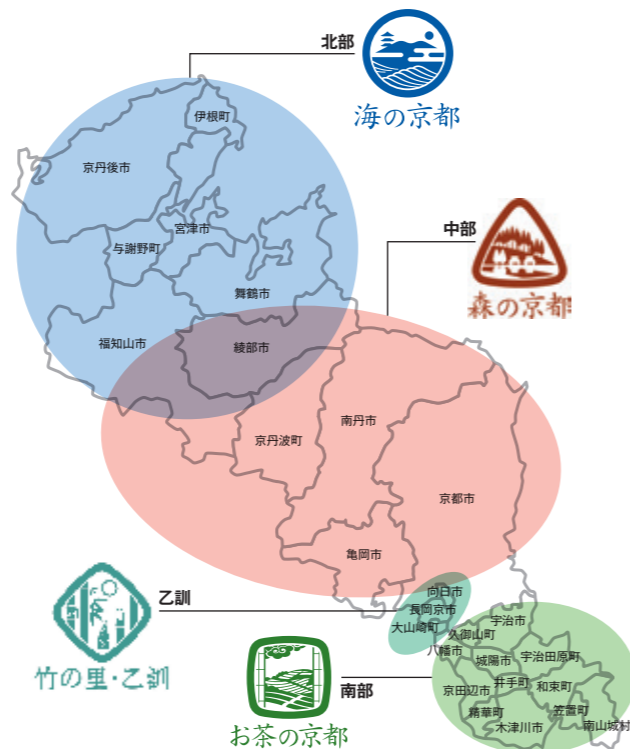 北部
海の京都
伊根町
京丹後市
宮津市
与謝野町
中部
舞鶴市
森の京都
福知山市
綾部市
南丹市
京丹波町
京都市
亀岡市
乙訓
向日市
長岡京市
大山崎町
宇治市
久御山町
八幡市
竹の里・乙訓
城陽市
宇治田原町
南部
京田辺市
井手町
和束町
精華町
笠置町
木津川市
南山城村
お茶の京都